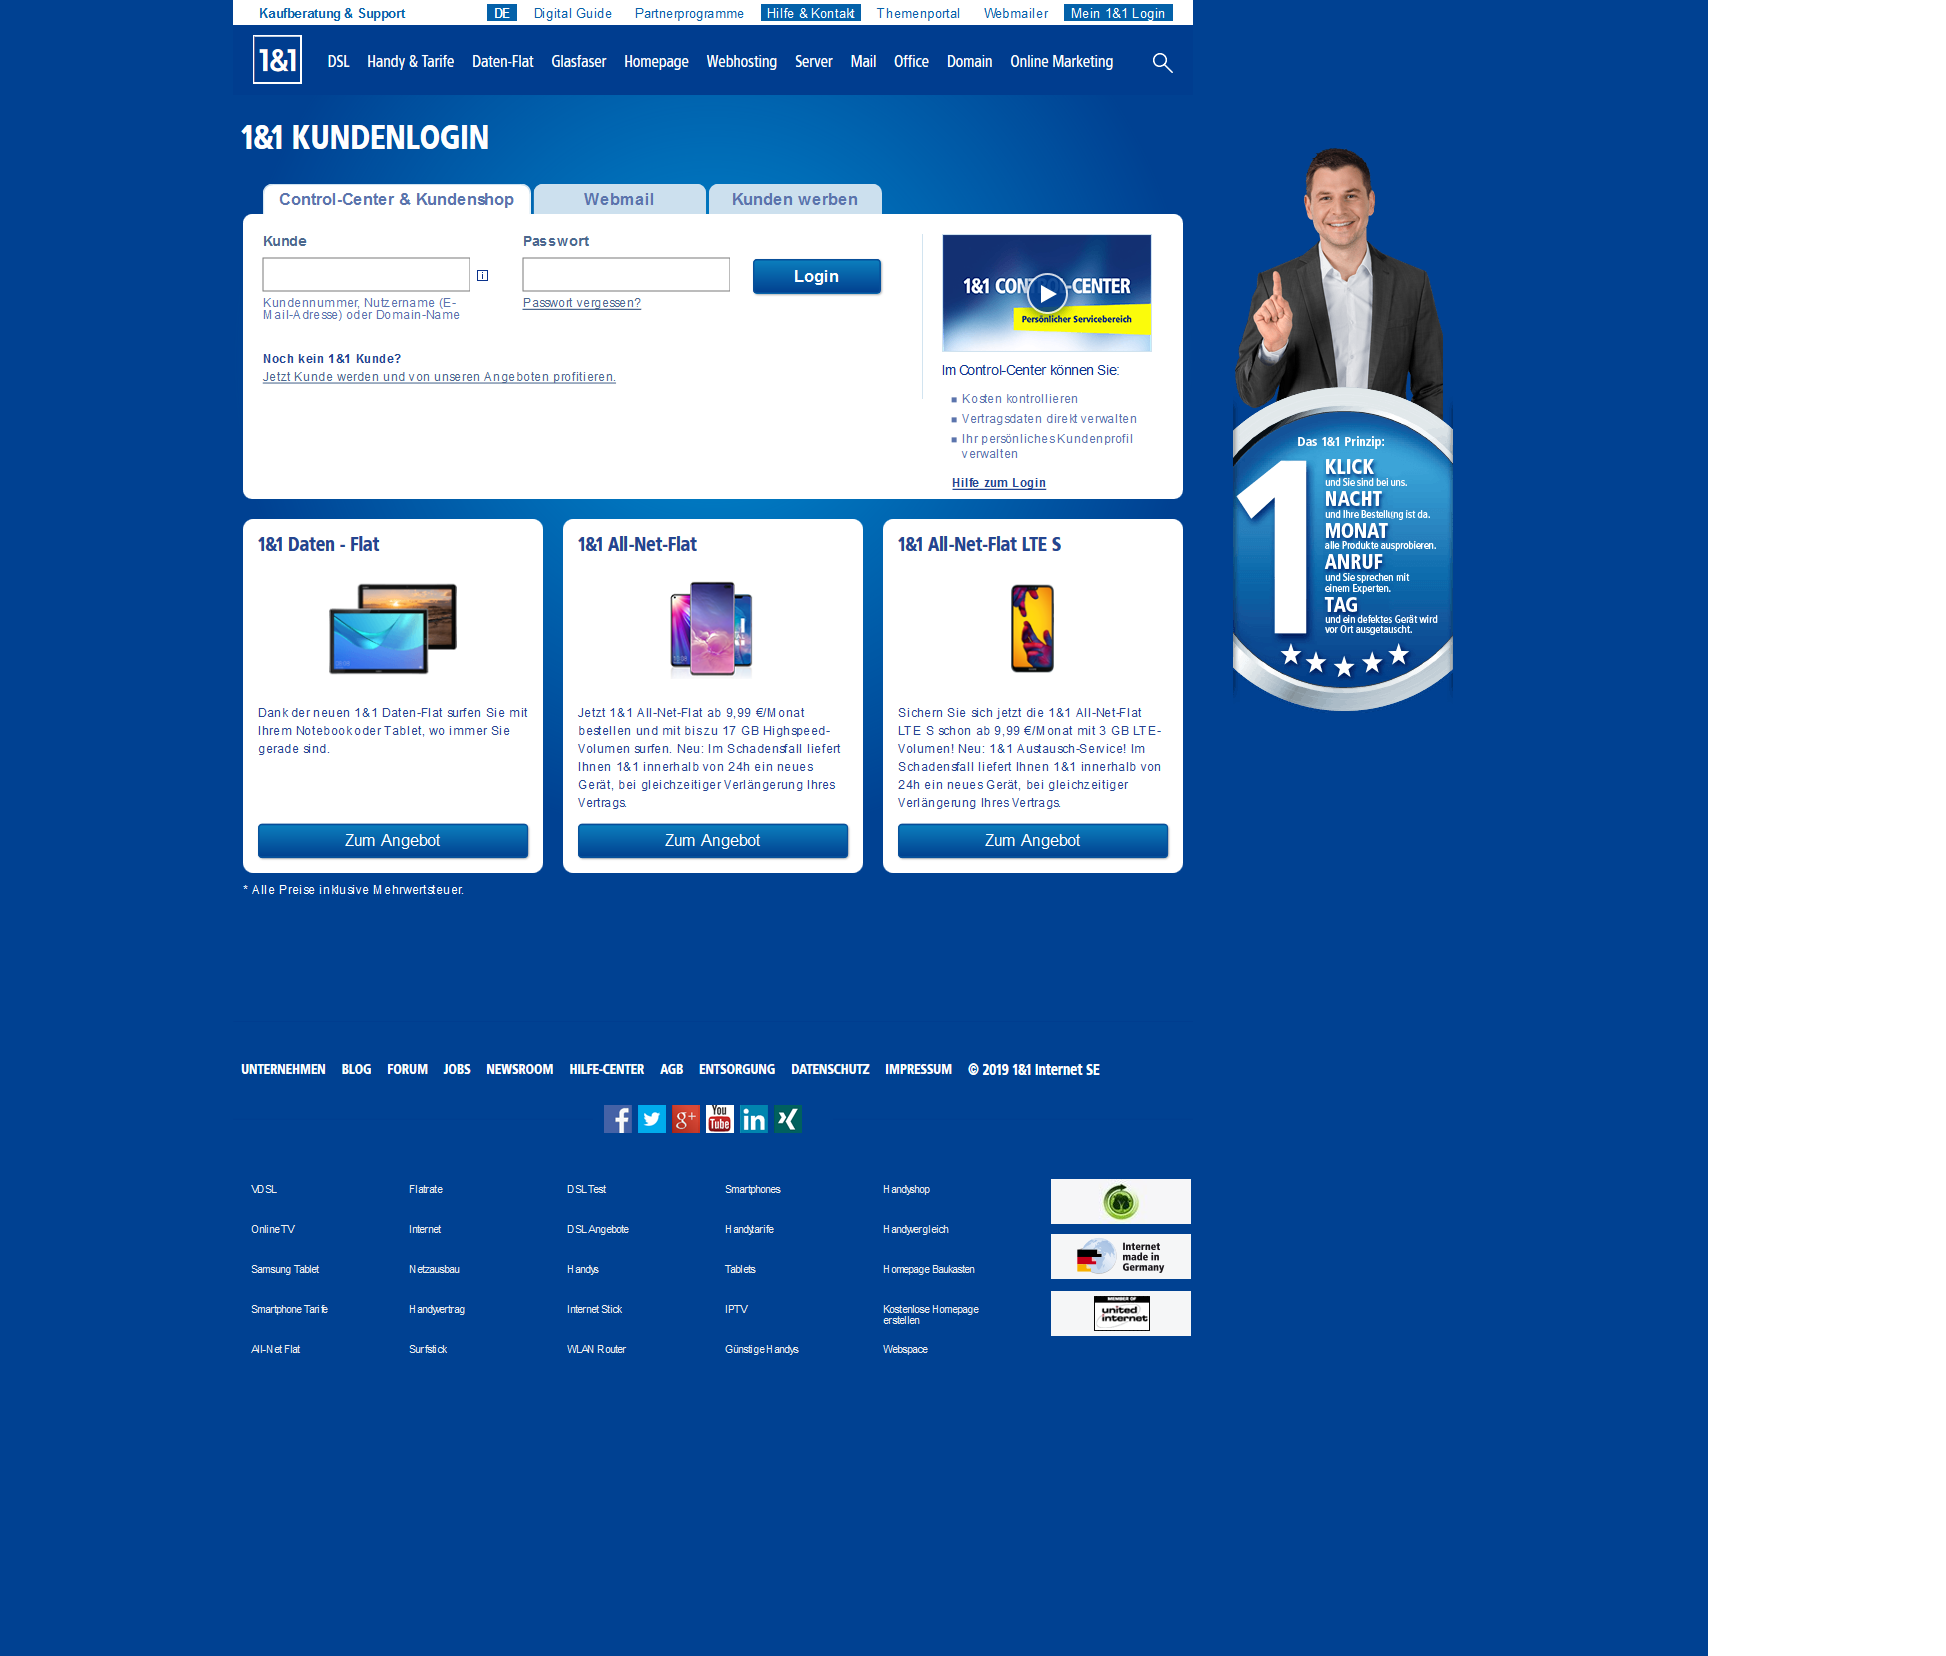 Kaufberatung & Support
DE
Digital Guide
Partnerprogramme
Hilfe & Kontakt
Themenportal
Webmailer
Mein 1&1 Login
1&1
DSL
Handy & Tarife
Daten-Flat
Glasfaser
Homepage
Webhosting
Server
Mail
Office
Domain
Online Marketing
1&1 KUNDENLOGIN
Control-Center & Kundenshop
Webmail
Kunden werben
Kunde
Passwort
Login
Kundennummer, Nutzername (E-
Mail-Adresse) oder Domain-Name
Passwort vergessen?
Noch kein 1&1 Kunde?
Jetzt Kunde werden und von unseren Angeboten profitieren.
1&1 CONTROL-CENTER
Persönlicher Servicebereich
Im Control-Center können Sie:
Kosten kontrollieren
Vertragsdaten direkt verwalten
Ihr persönliches Kundenprofil
verwalten
Hilfe zum Login
Das 1&1 Prinzip:
1
KLICK
und Sie sind bei uns.
NACHT
und Ihre Bestellung ist da.
MONAT
alle Produkte ausprobieren.
ANRUF
und Sie sprechen mit
einem Experten.
TAG
und ein defektes Gerät wird
vor Ort ausgetauscht.
1&1 Daten - Flat
Dank der neuen 1&1 Daten-Flat surfen Sie mit
Ihrem Notebook oder Tablet, wo immer Sie
gerade sind.
Zum Angebot
1&1 All-Net-Flat
Jetzt 1&1 All-Net-Flat ab 9,99 €/Monat
bestellen und mit bis zu 17 GB Highspeed-
Volumen surfen. Neu: Im Schadensfall liefert
Ihnen 1&1 innerhalb von 24h ein neues
Gerät, bei gleichzeitiger Verlängerung Ihres
Vertrags.
Zum Angebot
1&1 All-Net-Flat LTE S
Sichern Sie sich jetzt die 1&1 All-Net-Flat
LTE S schon ab 9,99 €/Monat mit 3 GB LTE-
Volumen! Neu: 1&1 Austausch-Service! Im
Schadensfall liefert Ihnen 1&1 innerhalb von
24h ein neues Gerät, bei gleichzeitiger
Verlängerung Ihres Vertrags.
Zum Angebot
* Alle Preise inklusive Mehrwertsteuer.
UNTERNEHMEN
BLOG
FORUM
JOBS
NEWSROOM
HILFE-CENTER
AGB
ENTSORGUNG
DATENSCHUTZ
IMPRESSUM
© 2019 1&1 Internet SE
You
Tube
VDSL
Flatrate
DSL Test
Smartphones
Handyshop
Online TV
Internet
DSL Angebote
Handytarife
Handyvergleich
Samsung Tablet
Netzausbau
Handys
Tablets
Homepage Baukasten
Smartphone Tarife
Handyvertrag
Internet Stick
IPTV
Kostenlose Homepage
erstellen
All-Net Flat
Surfstick
WLAN Router
Günstige Handys
Webspace
Internet
made in
Germany
MEMBER OF
united
internet